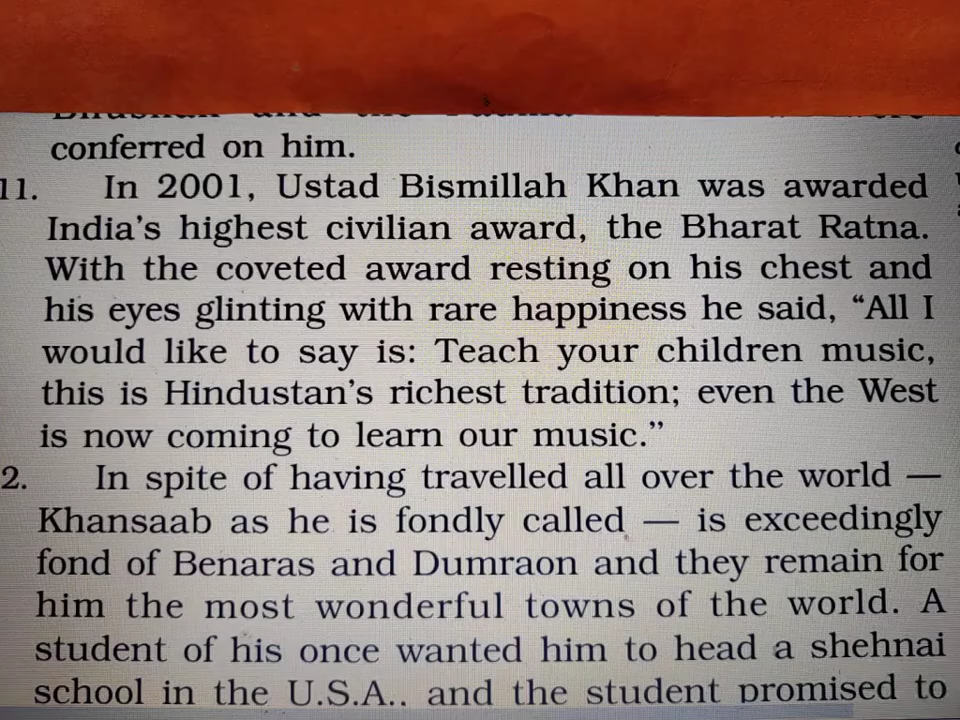 conferred on him.
11. In 2001, Ustad Bismillah Khan was awarded
India's highest civilian award, the Bharat Ratna.
With the coveted award resting on his chest and
his eyes glinting with rare happiness he said, “All I
would like to say is: Teach your children music,
this is Hindustan's richest tradition; even the West
is now coming to learn our music.”
2. In spite of having travelled all over the world —
Khansaab as he is fondly called — is exceedingly
fond of Benaras and Dumraon and they remain for
him the most wonderful towns of the world. A
student of his once wanted him to head a shehnai
school in the U.S.A.. and the student promised to